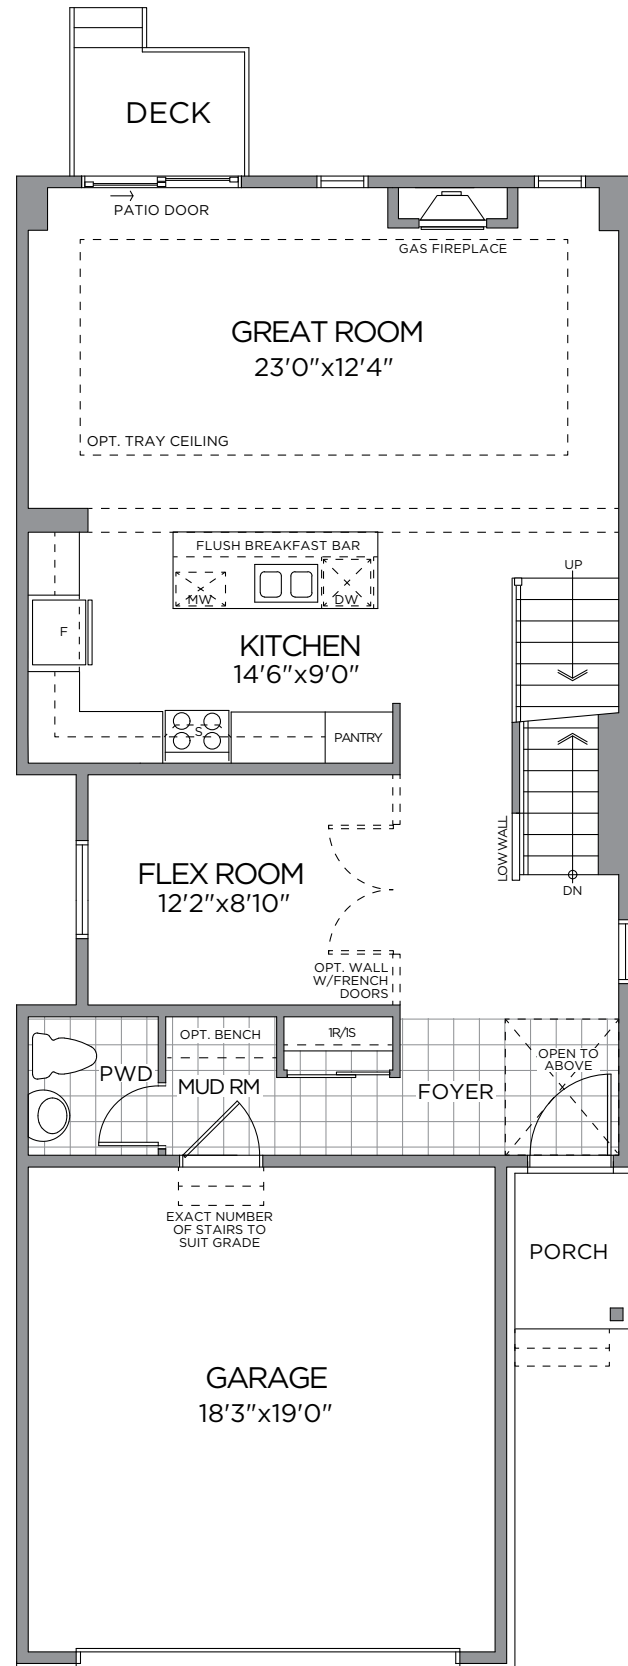 DECK
PATIO DOOR
GAS FIREPLACE
GREAT ROOM
23'0"x12'4"
OPT. TRAY CEILING
FLUSH BREAKFAST BAR
MW
DW
UP
F
KITCHEN
14'6"x9'0"
S
PANTRY
LOW WALL
FLEX ROOM
12'2"x8'10"
DN
OPT. WALL
W/FRENCH
DOORS
OPT. BENCH
1R/1S
PWD
MUD RM
FOYER
OPEN TO
ABOVE
EXACT NUMBER
OF STAIRS TO
SUIT GRADE
PORCH
GARAGE
18'3"x19'0"